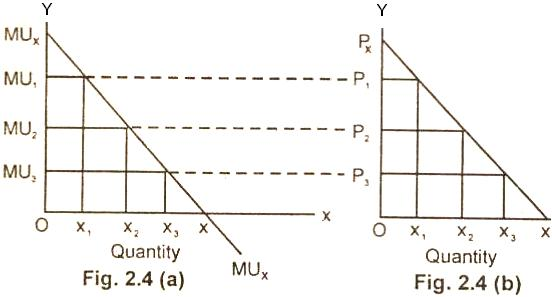 Y
MUx
MU1
MU2
MU3
O x1 x2 x3 x x
Quantity
MUx
Fig. 2.4 (a)
Y
Px
P1
P2
P3
O x1 x2 x3 x
Quantity
Fig. 2.4 (b)